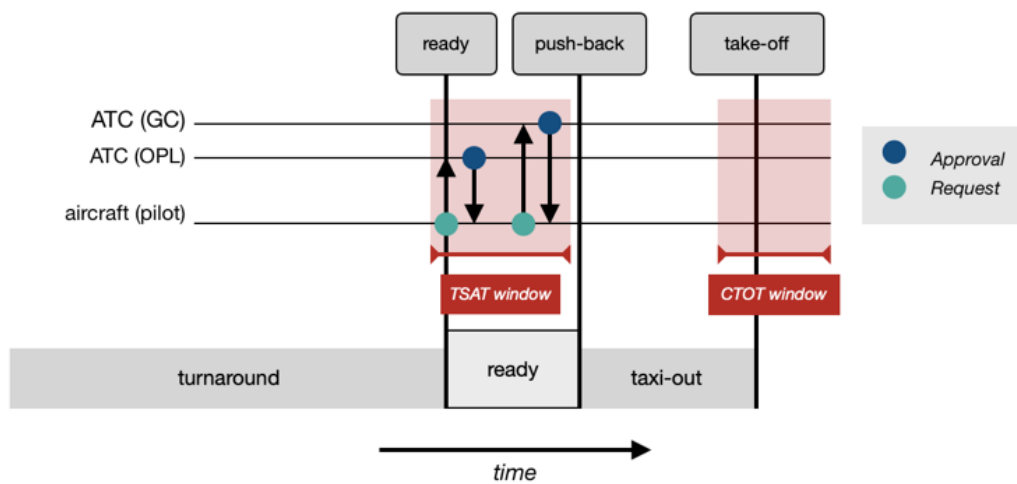 ready
push-back
take-off
ATC (GC)
ATC (OPL)
aircraft (pilot)
Approval
Request
TSAT window
CTOT window
turnaround
ready
taxi-out
time